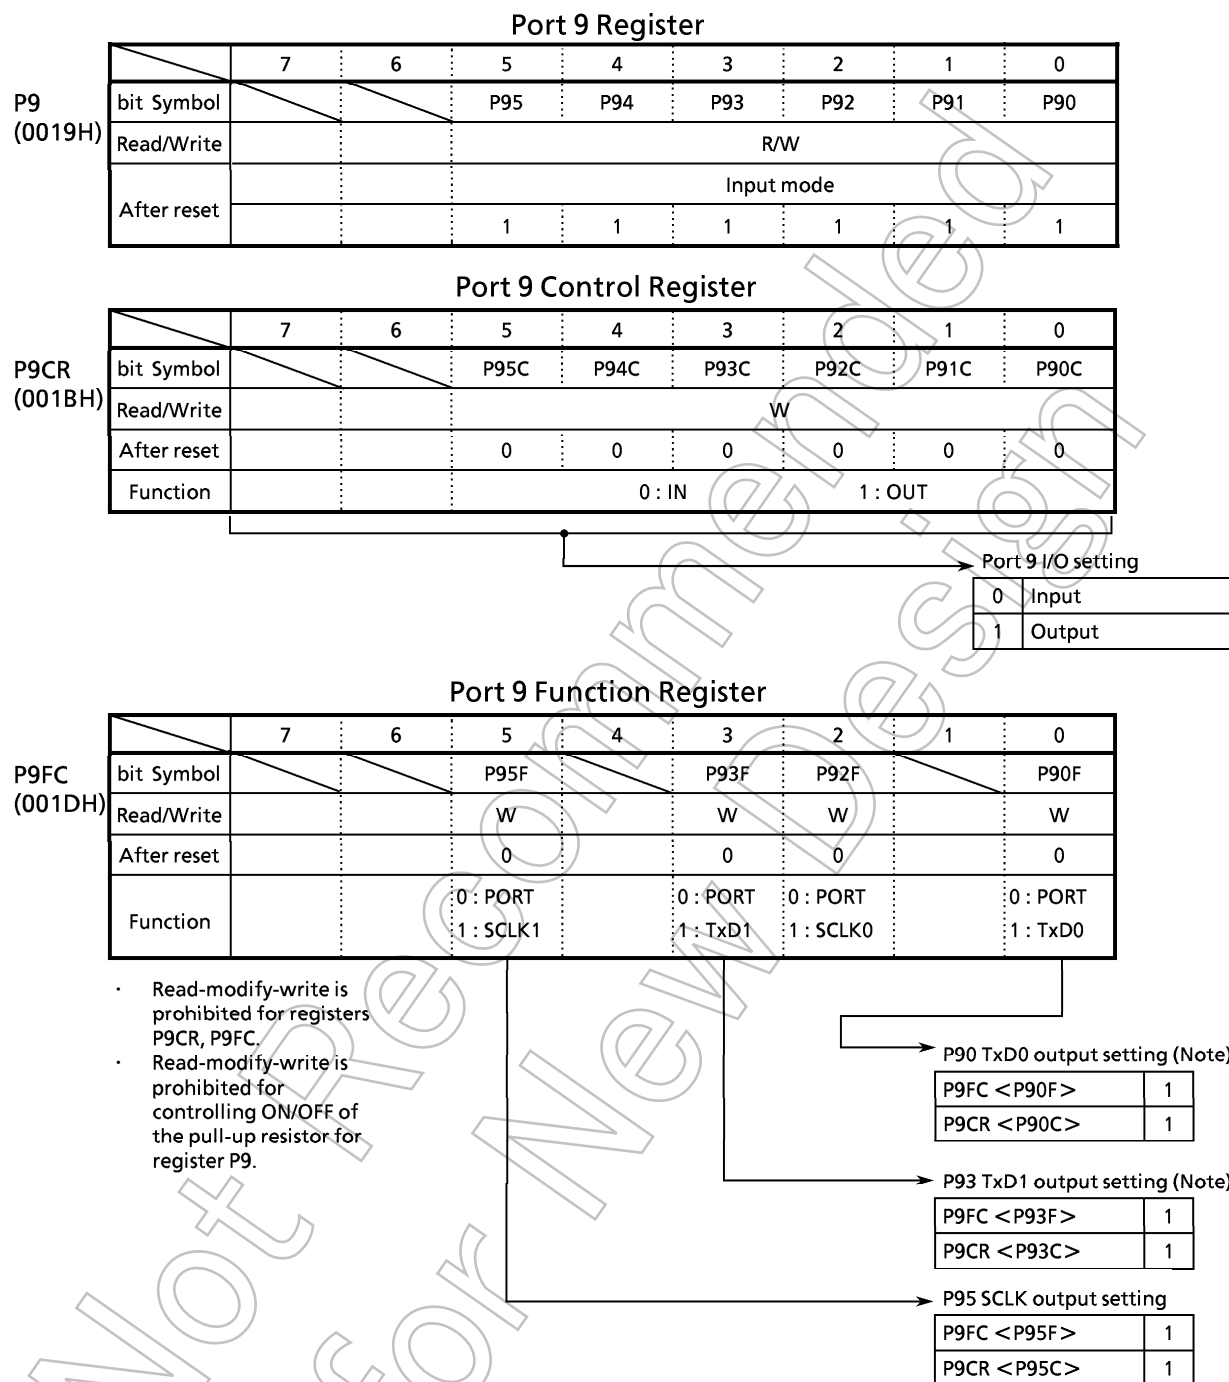 Port 9 Register
7 6 5 4 3 2 1 0
P9
(0019H)
bit Symbol P95 P94 P93 P92 P91 P90
Read/Write R/W
After reset Input mode
1 1 1 1 1 1
Port 9 Control Register
7 6 5 4 3 2 1 0
P9CR
(001BH)
bit Symbol P95C P94C P93C P92C P91C P90C
Read/Write W
After reset 0 0 0 0 0 0
Function 0 : IN 1 : OUT
Port 9 I/O setting
0 Input
1 Output
Port 9 Function Register
7 6 5 4 3 2 1 0
P9FC
(001DH)
bit Symbol P95F P93F P92F P90F
Read/Write W W W W
After reset 0 0 0 0
Function
0 : PORT 0 : PORT 0 : PORT 0 : PORT
1 : SCLK1 1 : TxD1 1 : SCLK0 1 : TxD0
· Read-modify-write is
prohibited for registers
P9CR, P9FC.
· Read-modify-write is
prohibited for
controlling ON/OFF of
the pull-up resistor for
register P9.
P90 TxD0 output setting (Note)
P9FC <P90F> 1
P9CR <P90C> 1
P93 TxD1 output setting (Note)
P9FC <P93F> 1
P9CR <P93C> 1
P95 SCLK output setting
P9FC <P95F> 1
P9CR <P95C> 1
Not Recommended
for New Design